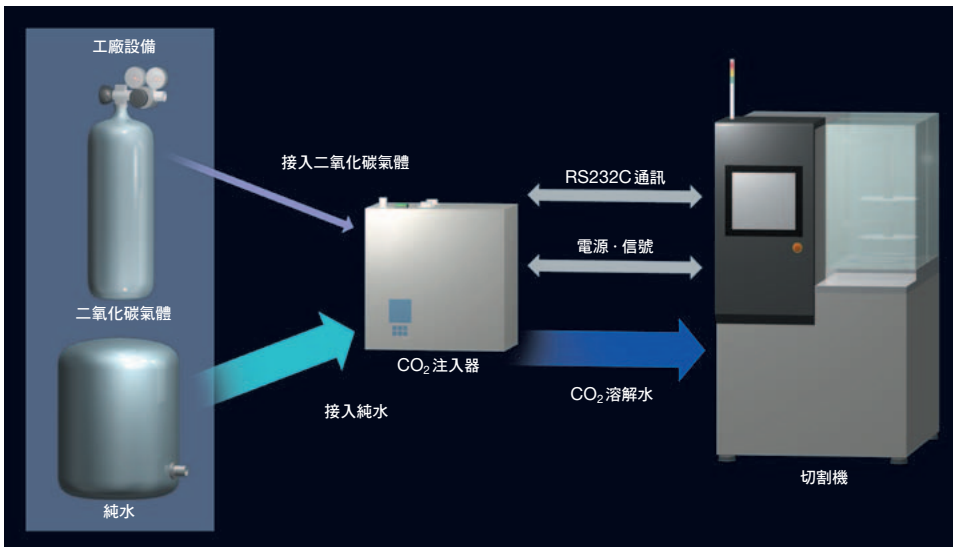 工廠設備
接入二氧化碳氣體
RS232C通訊
電源·信號
二氧化碳氣體
CO₂注入器
CO₂溶解水
接入純水
切割機
純水